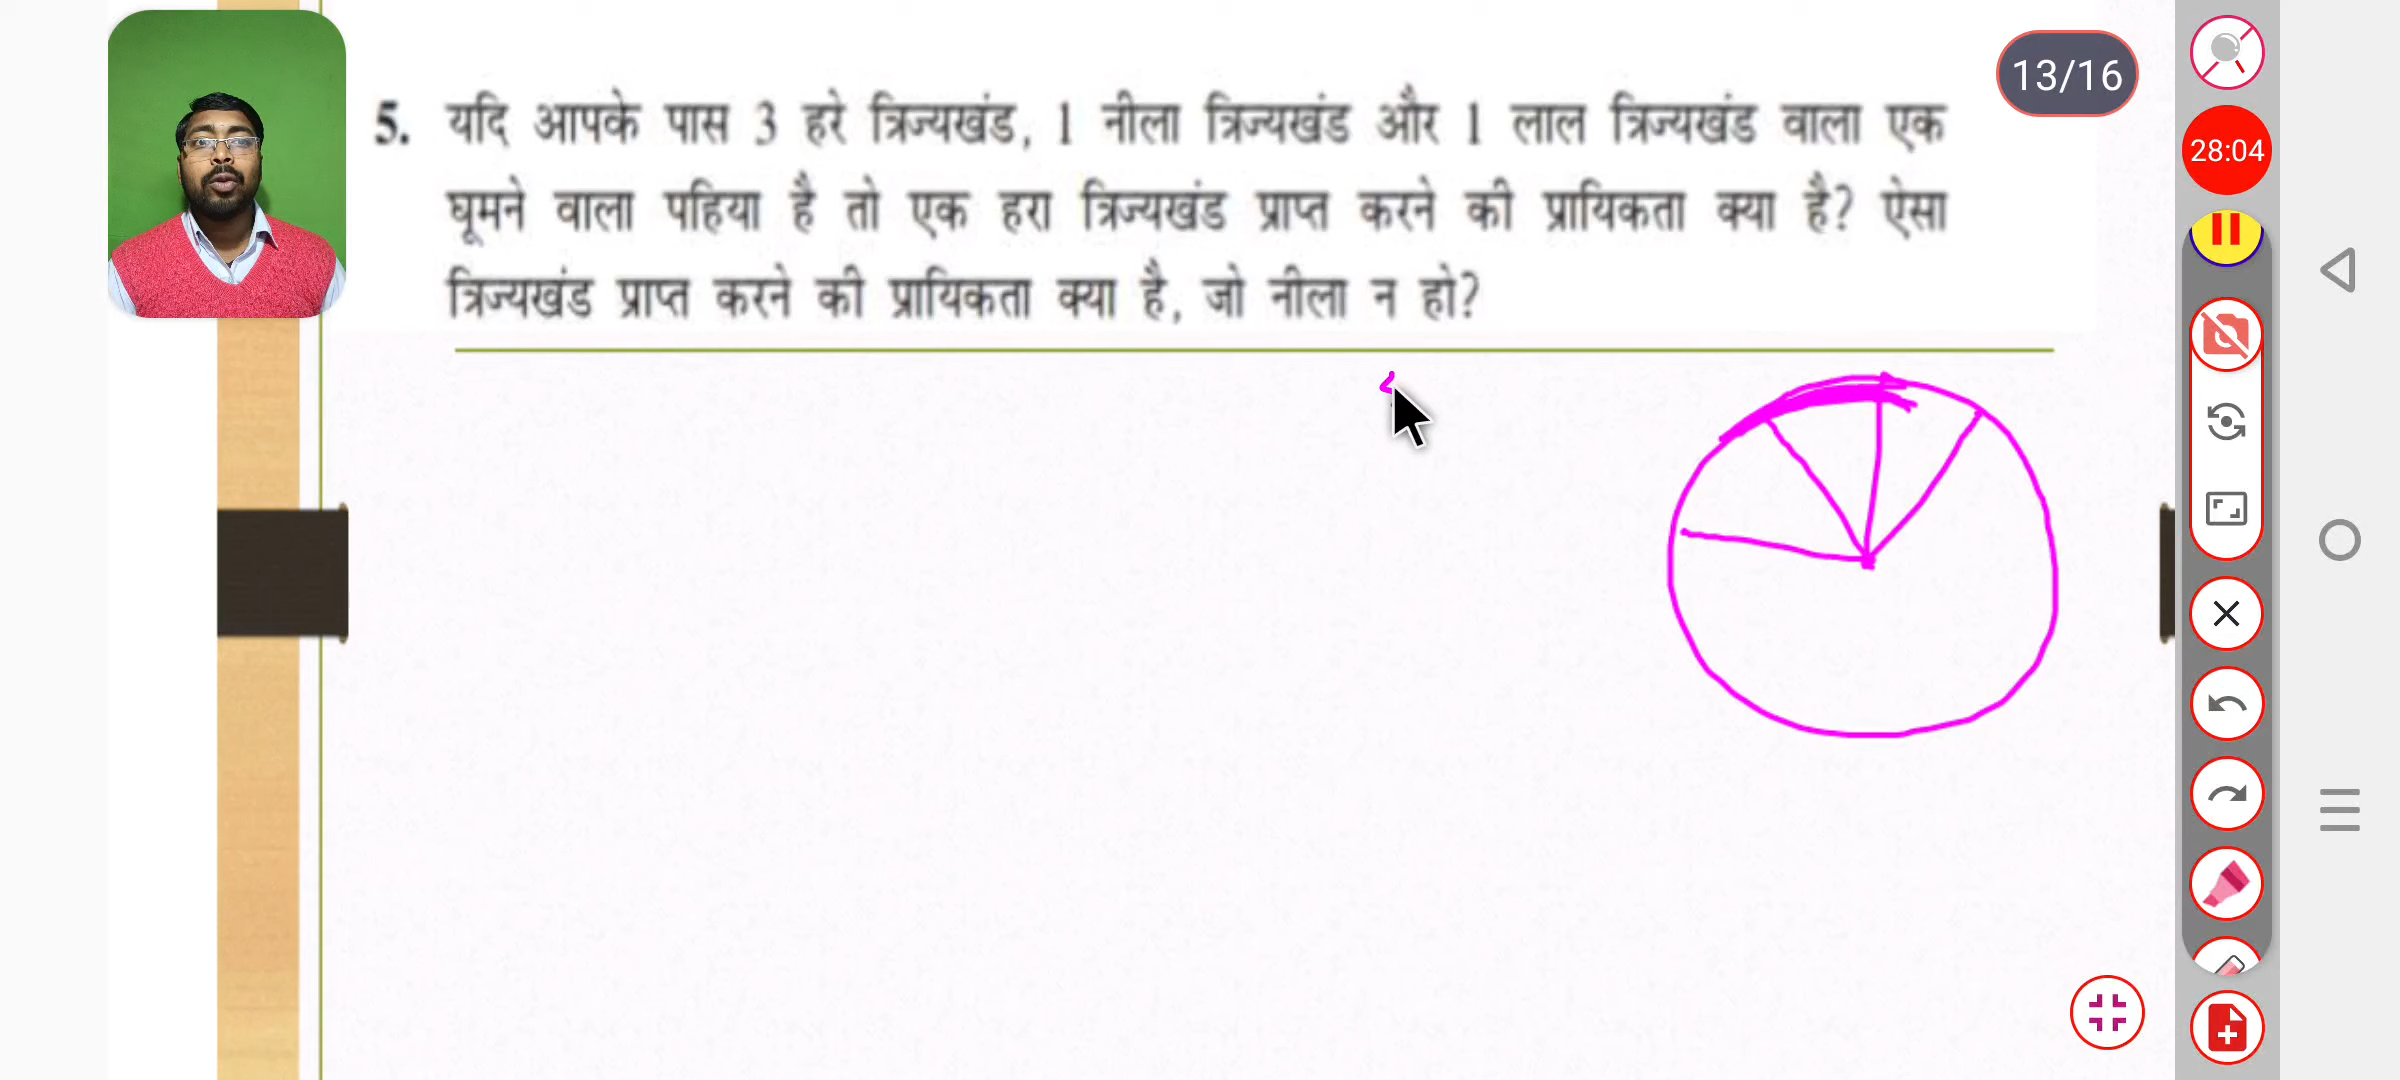 13/16
28:04
5. यदि आपके पास 3 हरे त्रिज्यखंड, 1 नीला त्रिज्यखंड और 1 लाल त्रिज्यखंड वाला एक
घूमने वाला पहिया है तो एक हरा त्रिज्यखंड प्राप्त करने की प्रायिकता क्या है? ऐसा
त्रिज्यखंड प्राप्त करने की प्रायिकता क्या है, जो नीला न हो?